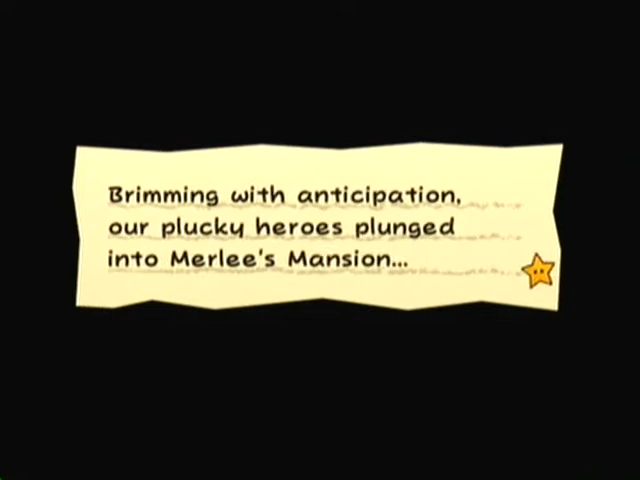 Brimming with anticipation,
our plucky heroes plunged
into Merlee's Mansion...